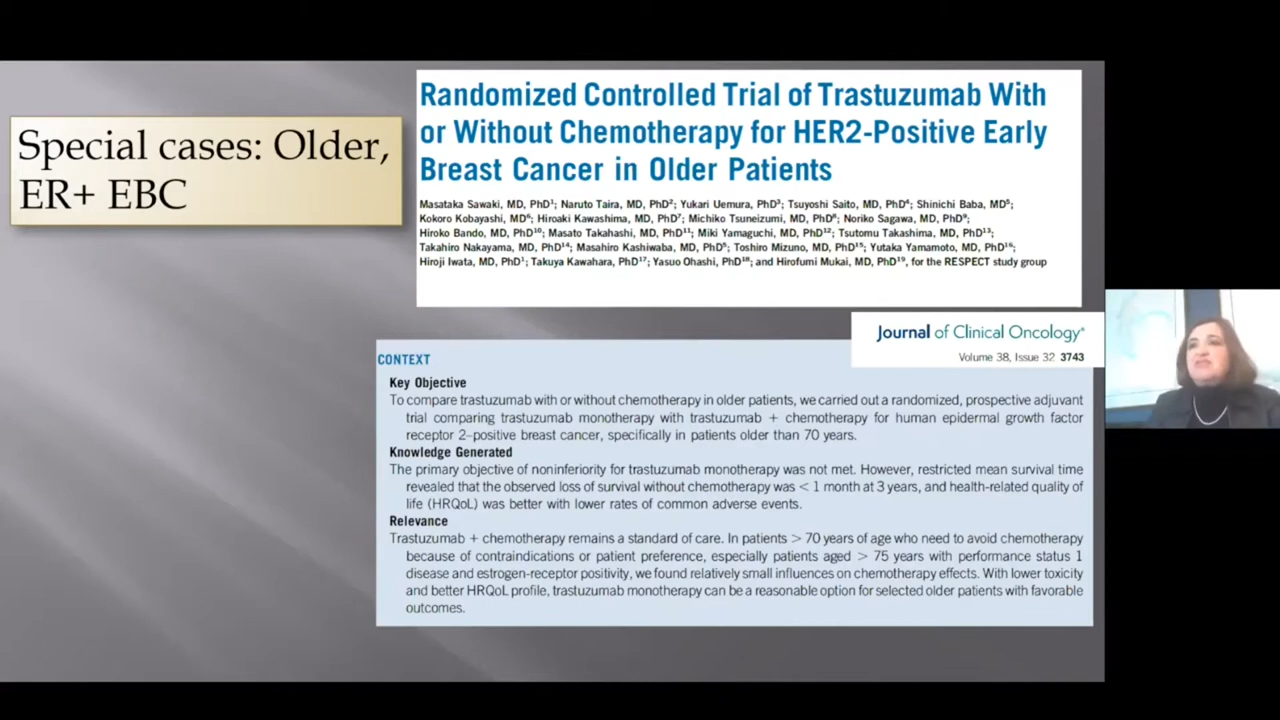 Special cases: Older,
ER+ EBC
Randomized Controlled Trial of Trastuzumab With
or Without Chemotherapy for HER2-Positive Early
Breast Cancer in Older Patients
Masataka Sawaki, MD, PhD¹; Naruto Taira, MD, PhD²; Yukari Uemura, PhD³; Tsuyoshi Saito, MD, PhD⁴; Shinichi Baba, MD⁵;
Kokoro Kobayashi, MD⁶; Hiroaki Kawashima, MD, PhD⁷; Michiko Tsuneizumi, MD, PhD⁸; Noriko Sagawa, MD, PhD⁹;
Hiroko Bando, MD, PhD¹⁰; Masato Takahashi, MD, PhD¹¹; Miki Yamaguchi, MD, PhD¹²; Tsutomu Takashima, MD, PhD¹³;
Takahiro Nakayama, MD, PhD¹⁴; Masahiro Kashiwaba, MD, PhD⁵; Toshiro Mizuno, MD, PhD¹⁵; Yutaka Yamamoto, MD, PhD¹⁶;
Hiroji Iwata, MD, PhD¹; Takuya Kawahara, PhD¹⁷; Yasuo Ohashi, PhD¹⁸; and Hirofumi Mukai, MD, PhD¹⁹, for the RESPECT study group
Journal of Clinical Oncology®
Volume 38, Issue 32 3743
CONTEXT
Key Objective
To compare trastuzumab with or without chemotherapy in older patients, we carried out a randomized, prospective adjuvant
trial comparing trastuzumab monotherapy with trastuzumab + chemotherapy for human epidermal growth factor
receptor 2–positive breast cancer, specifically in patients older than 70 years.
Knowledge Generated
The primary objective of noninferiority for trastuzumab monotherapy was not met. However, restricted mean survival time
revealed that the observed loss of survival without chemotherapy was < 1 month at 3 years, and health-related quality of
life (HRQoL) was better with lower rates of common adverse events.
Relevance
Trastuzumab + chemotherapy remains a standard of care. In patients > 70 years of age who need to avoid chemotherapy
because of contraindications or patient preference, especially patients aged > 75 years with performance status 1
disease and estrogen-receptor positivity, we found relatively small influences on chemotherapy effects. With lower toxicity
and better HRQoL profile, trastuzumab monotherapy can be a reasonable option for selected older patients with favorable
outcomes.